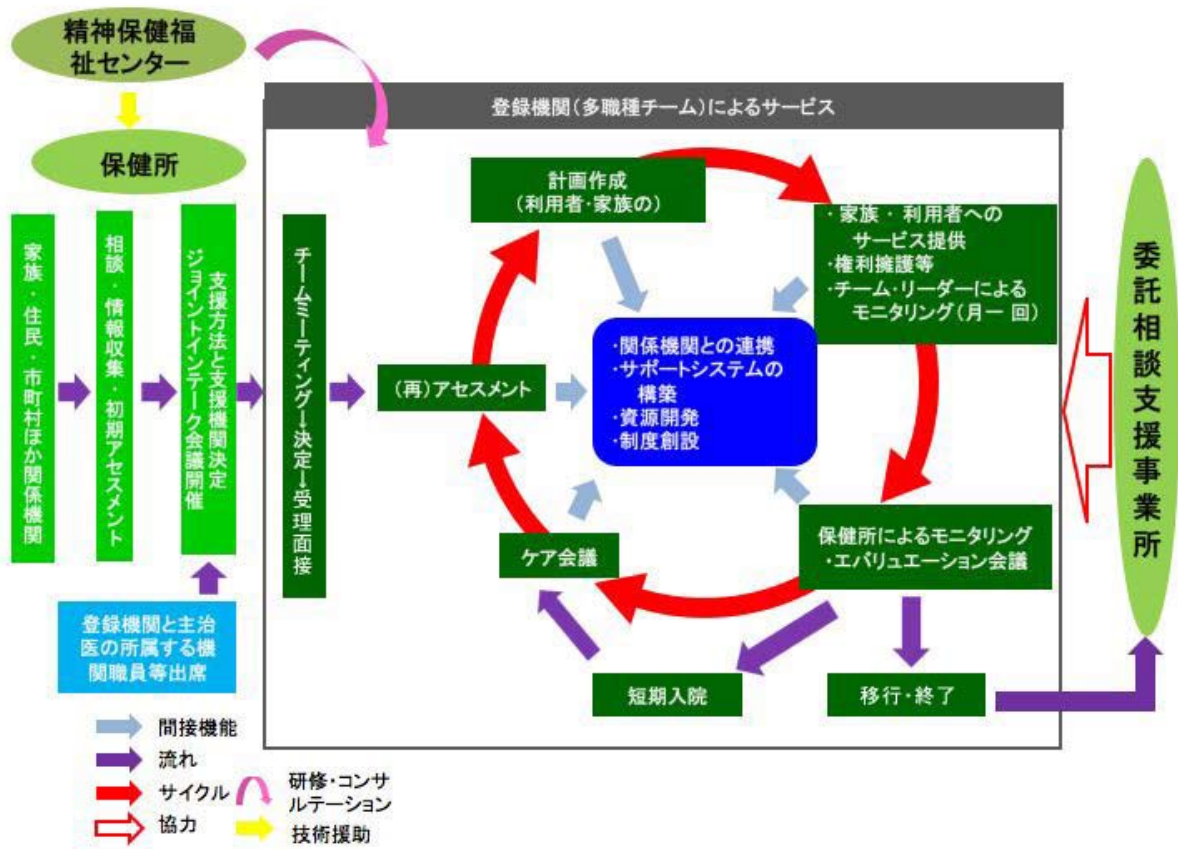 精神保健福
祉センター
保健所
登録機関（多職種チーム）によるサービス
家族・住民・市町村ほか関係機関
相談・情報収集・初期アセスメント
支援方法と支援機関決定
ジョイントインテーク会議開催
登録機関と主治
医の所属する機
関職員等出席
チームミーティング→決定→受理面接
（再）アセスメント
計画作成
（利用者・家族の）
・家族・利用者への
サービス提供
・権利擁護等
・チーム・リーダーによる
モニタリング（月一回）
・関係機関との連携
・サポートシステムの
構築
・資源開発
・制度創設
保健所によるモニタリング
・エバリュエーション会議
ケア会議
短期入院
移行・終了
委託相談支援事業所
間接機能
流れ
サイクル
協力
研修・コンサ
ルテーション
技術援助